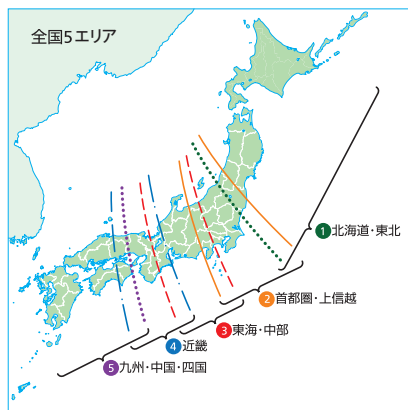 全国5エリア
1北海道・東北
2首都圏・上信越
3東海・中部
4近畿
5九州・中国・四国